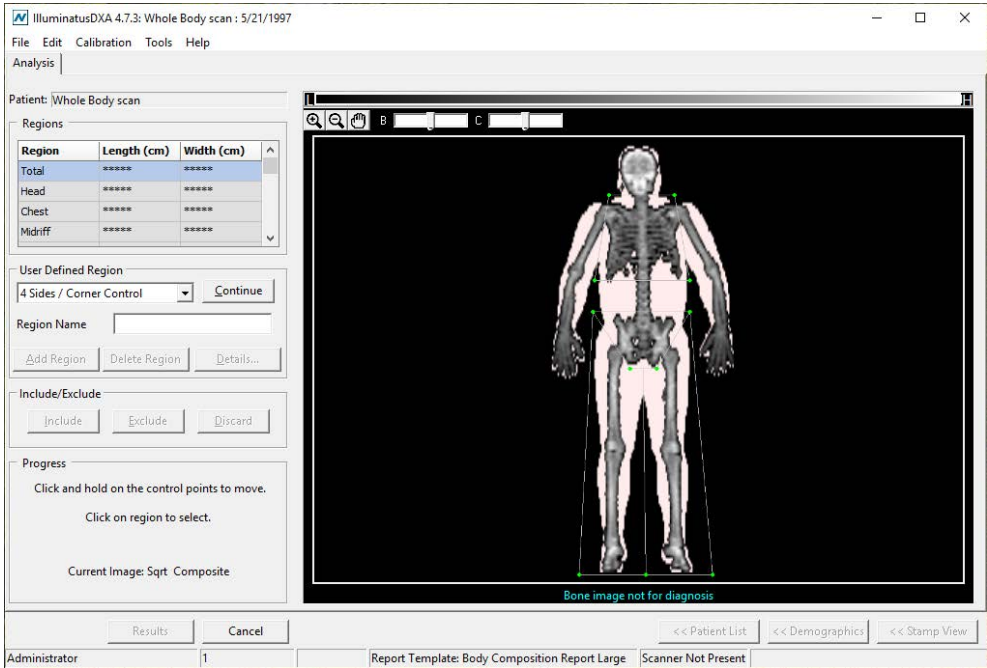 IlluminatusDXA 4.7.3: Whole Body scan : 5/21/1997
File Edit Calibration Tools Help
Analysis
Patient: Whole Body scan
Regions
Region Length (cm) Width (cm)
Total ***** *****
Head ***** *****
Chest ***** *****
Midriff ***** *****
User Defined Region
4 Sides / Corner Control Continue
Region Name
Add Region Delete Region Details...
Include/Exclude
Include Exclude Discard
Progress
Click and hold on the control points to move.
Click on region to select.
Current Image: Sqrt Composite
L H
B C
Bone image not for diagnosis
Results Cancel << Patient List << Demographics << Stamp View
Administrator 1 Report Template: Body Composition Report Large Scanner Not Present